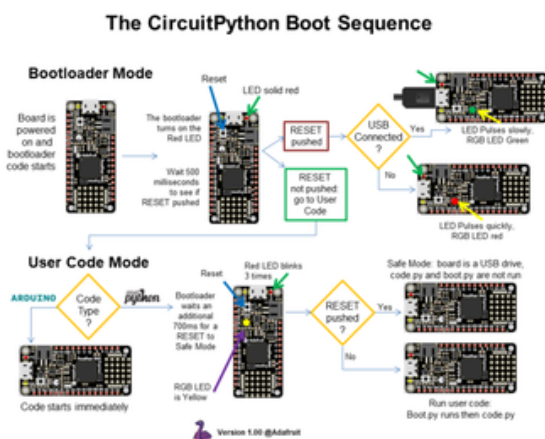 The CircuitPython Boot Sequence
Bootloader Mode
Board is
powered
on and
bootloader
code starts
Reset
LED solid red
The bootloader
turns on the
Red LED
Wait 500
milliseconds
to see if
RESET pushed
RESET
pushed
RESET
not pushed:
go to User
Code
USB
Connected
?
Yes
No
LED Pulses slowly,
RGB LED Green
LED Pulses quickly,
RGB LED red
User Code Mode
ARDUINO
Code
Type
?
python
Code starts immediately
Bootloader
waits an
additional
700ms for a
RESET to
Safe Mode
Reset
Red LED blinks
3 times
RGB LED
is Yellow
RESET
pushed
?
Yes
No
Safe Mode: board is a USB drive,
code.py and boot.py are not run
Run user code:
Boot.py runs then code.py
Version 1.00 @Adafruit